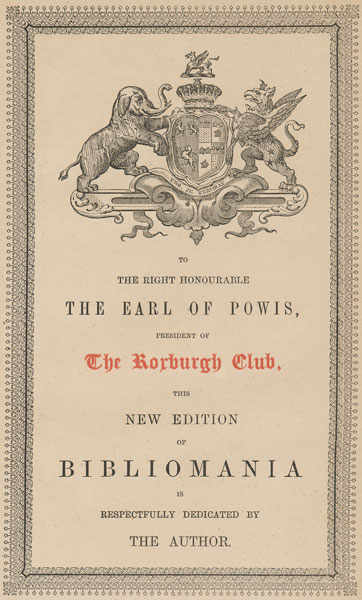 TO
THE RIGHT HONOURABLE
THE EARL OF POWIS,
PRESIDENT OF
The Roxburgh Club,
THIS
NEW EDITION
OF
BIBLIOMANIA
IS
RESPECTFULLY DEDICATED BY
THE AUTHOR.